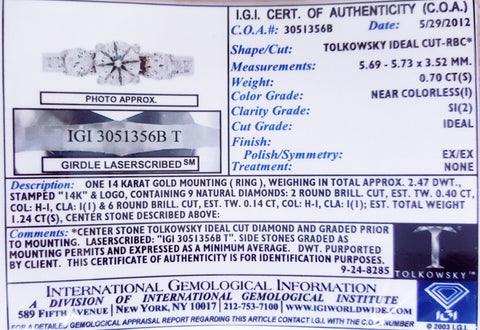 I.G.I. CERT. OF AUTHENTICITY (C.O.A.)
C.O.A.#: 3051356B Date: 5/29/2012
Shape/Cut: TOLKOWSKY IDEAL CUT-RBC*
Measurements: 5.69 - 5.73 x 3.52 MM.
Weight: 0.70 CT(S)
Color Grade: NEAR COLORLESS(I)
Clarity Grade: SI(2)
Cut Grade: IDEAL
Finish:
Polish/Symmetry: EX/EX
Treatment: NONE
PHOTO APPROX.
IGI 3051356B T
GIRDLE LASERSCRIBED℠
Description: ONE 14 KARAT GOLD MOUNTING ( RING ), WEIGHING IN TOTAL APPROX. 2.47 DWT.,
STAMPED "14K" & LOGO, CONTAINING 9 NATURAL DIAMONDS: 2 ROUND BRILL. CUT, EST. TW. 0.40 CT,
COL: H-I, CLA: I(1) & 6 ROUND BRILL. CUT, EST. TW. 0.14 CT, COL: H-I, CLA: I(1); EST. TOTAL WEIGHT
1.24 CT(S), CENTER STONE DESCRIBED ABOVE:
Comments: *CENTER STONE TOLKOWSKY IDEAL CUT DIAMOND AND GRADED PRIOR
TO MOUNTING. LASERSCRIBED: "IGI 3051356B T". SIDE STONES GRADED AS
MOUNTING PERMITS AND EXPRESSED AS A MINIMUM AVERAGE. DWT. PURPORTED
BY CLIENT. THIS CERTIFICATE OF AUTHENTICITY IS FOR IDENTIFICATION PURPOSES.
9-24-8285
T
TOLKOWSKY™
INTERNATIONAL GEMOLOGICAL INFORMATION
A DIVISION OF INTERNATIONAL GEMOLOGICAL INSTITUTE
589 FIFTH AVENUE | NEW YORK, NY 10017 | 212-753-7100 | WWW.IGIWORLDWIDE.COM
FOR A DETAILED GEMOLOGICAL APPRAISAL REPORT REGARDING THIS ARTICLE CONTACT I.G.I. WITH THE C.O.A. NUMBER
IGI
© 2003 I.G.I.